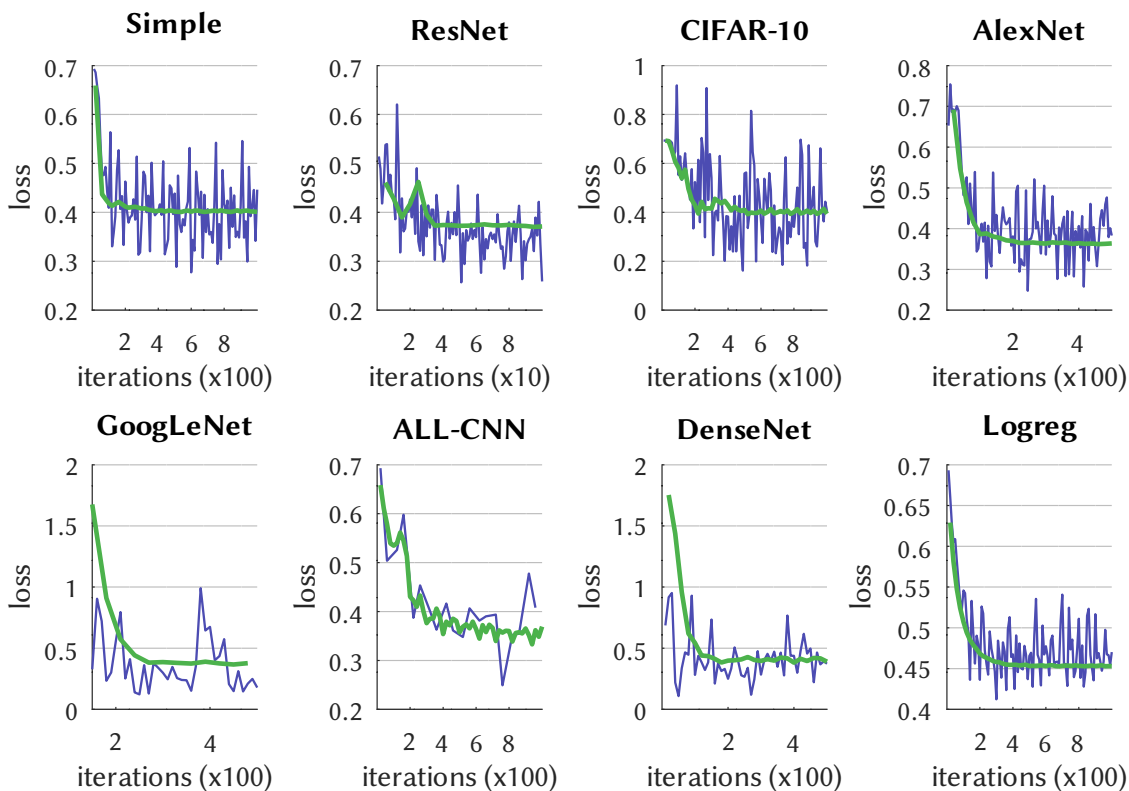 Simple
0.7
0.6
0.5
0.4
0.3
0.2
loss
2 4 6 8
iterations (x100)
ResNet
0.7
0.6
0.5
0.4
0.3
0.2
loss
2 4 6 8
iterations (x10)
CIFAR-10
1
0.8
0.6
0.4
0.2
0
loss
2 4 6 8
iterations (x100)
AlexNet
0.8
0.7
0.6
0.5
0.4
0.3
0.2
loss
2 4
iterations (x100)
GoogLeNet
2
1.5
1
0.5
0
loss
2 4
iterations (x100)
ALL-CNN
0.7
0.6
0.5
0.4
0.3
0.2
loss
2 4 6 8
iterations (x100)
DenseNet
2
1.5
1
0.5
0
loss
2 4
iterations (x100)
Logreg
0.7
0.65
0.6
0.55
0.5
0.45
0.4
loss
2 4 6 8
iterations (x100)